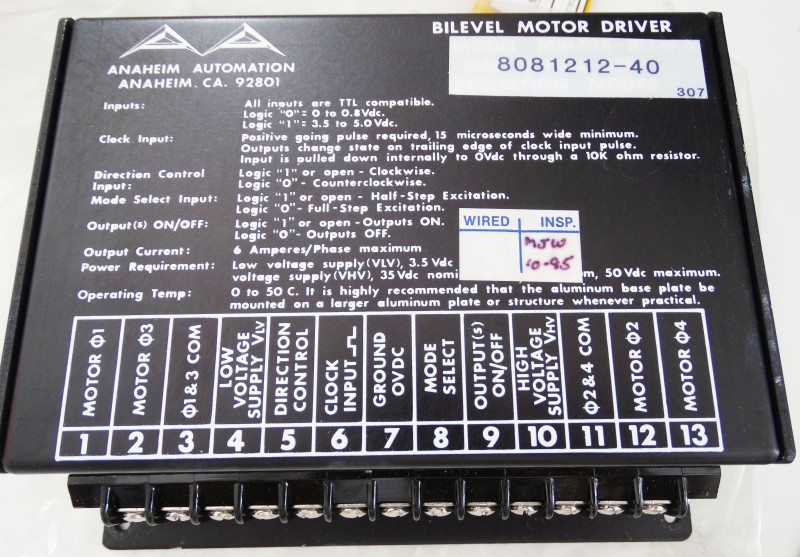 BILEVEL MOTOR DRIVER
8081212-40
307
ANAHEIM AUTOMATION
ANAHEIM, CA. 92801
Inputs: All inputs are TTL compatible.
Logic "0"= 0 to 0.8Vdc.
Logic "1"= 3.5 to 5.0Vdc.
Clock Input: Positive going pulse required, 15 microseconds wide minimum.
Outputs change state on trailing edge of clock input pulse.
Input is pulled down internally to 0Vdc through a 10K ohm resistor.
Direction Control Logic "1" or open - Clockwise.
Input: Logic "0"- Counterclockwise.
Mode Select Input: Logic "1" or open - Half-Step Excitation.
Logic "0"- Full-Step Excitation.
Output(s) ON/OFF: Logic "1" or open - Outputs ON.
Logic "0"- Outputs OFF.
WIRED INSP.
MJW
10-95
Output Current: 6 Amperes/Phase maximum
Power Requirement: Low voltage supply (VLV), 3.5 Vdc
voltage supply (VHV), 35Vdc nomi m, 50 Vdc maximum.
Operating Temp: 0 to 50 C. It is highly recommended that the aluminum base plate be
mounted on a larger aluminum plate or structure whenever practical.
MOTOR Φ1
MOTOR Φ3
Φ1&3 COM
LOW
VOLTAGE
SUPPLY VLV
DIRECTION
CONTROL
CLOCK
INPUT
GROUND
0VDC
MODE
SELECT
OUTPUT(S)
ON/OFF
HIGH
VOLTAGE
SUPPLY VHV
Φ2&4 COM
MOTOR Φ2
MOTOR Φ4
1 2 3 4 5 6 7 8 9 10 11 12 13